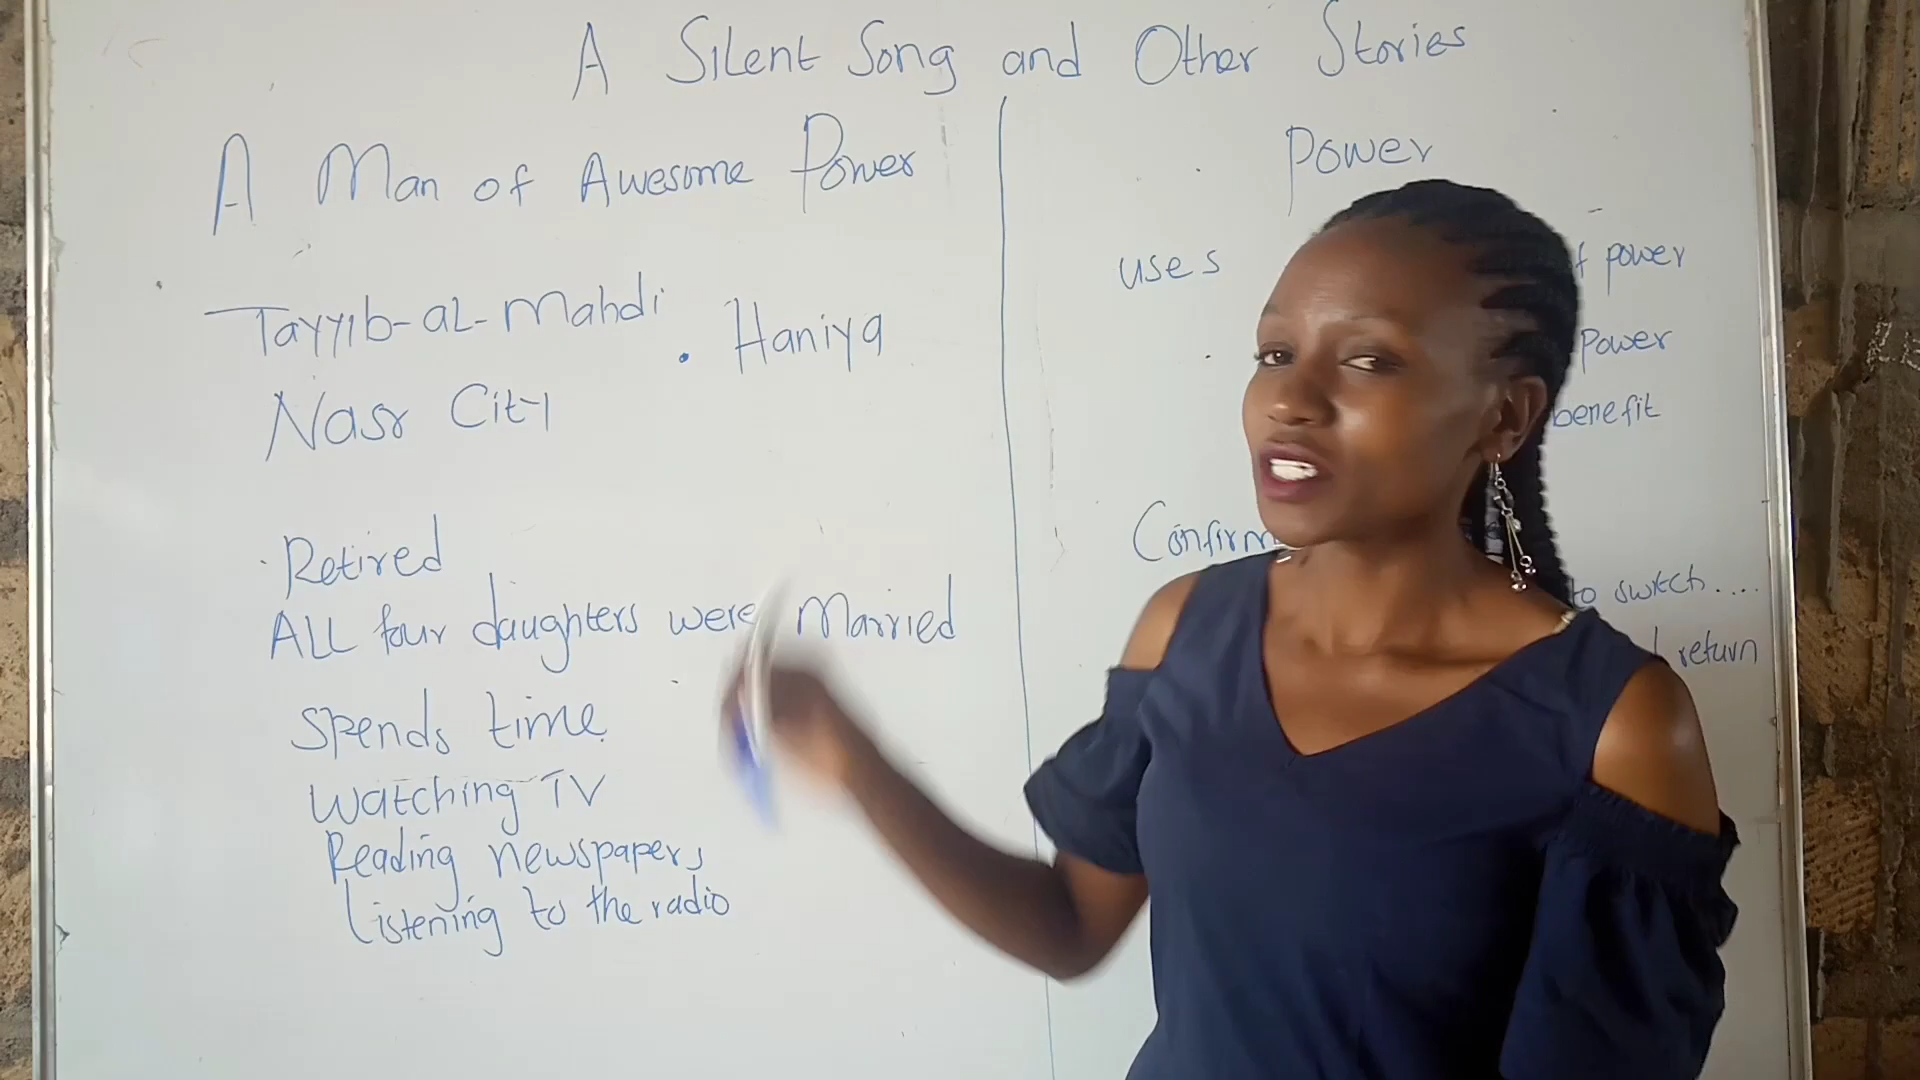 A Silent Song and Other Stories
A Man of Awesome Power
Tayyib-al-Mahdi . Haniya
Nasr City
Retired
All four daughters were Married
Spends time
Watching TV
Reading newspapers
Listening to the radio
Power
uses power
Power
benefit
to switch....
return